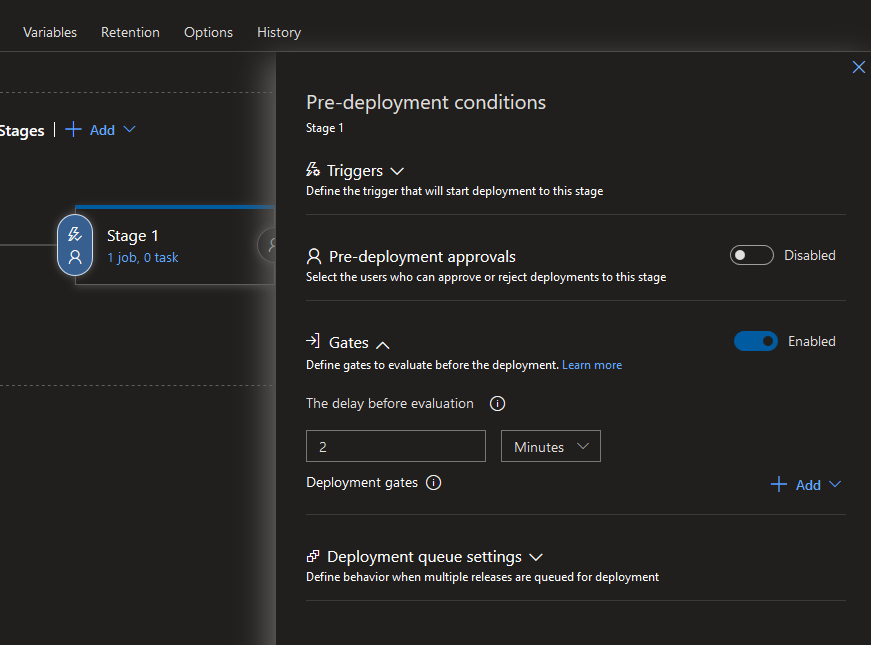 Variables Retention Options History
Stages | Add
Stage 1
1 job, 0 task
Pre-deployment conditions
Stage 1
Triggers
Define the trigger that will start deployment to this stage
Pre-deployment approvals Disabled
Select the users who can approve or reject deployments to this stage
Gates Enabled
Define gates to evaluate before the deployment. Learn more
The delay before evaluation
2 Minutes
Deployment gates Add
Deployment queue settings
Define behavior when multiple releases are queued for deployment